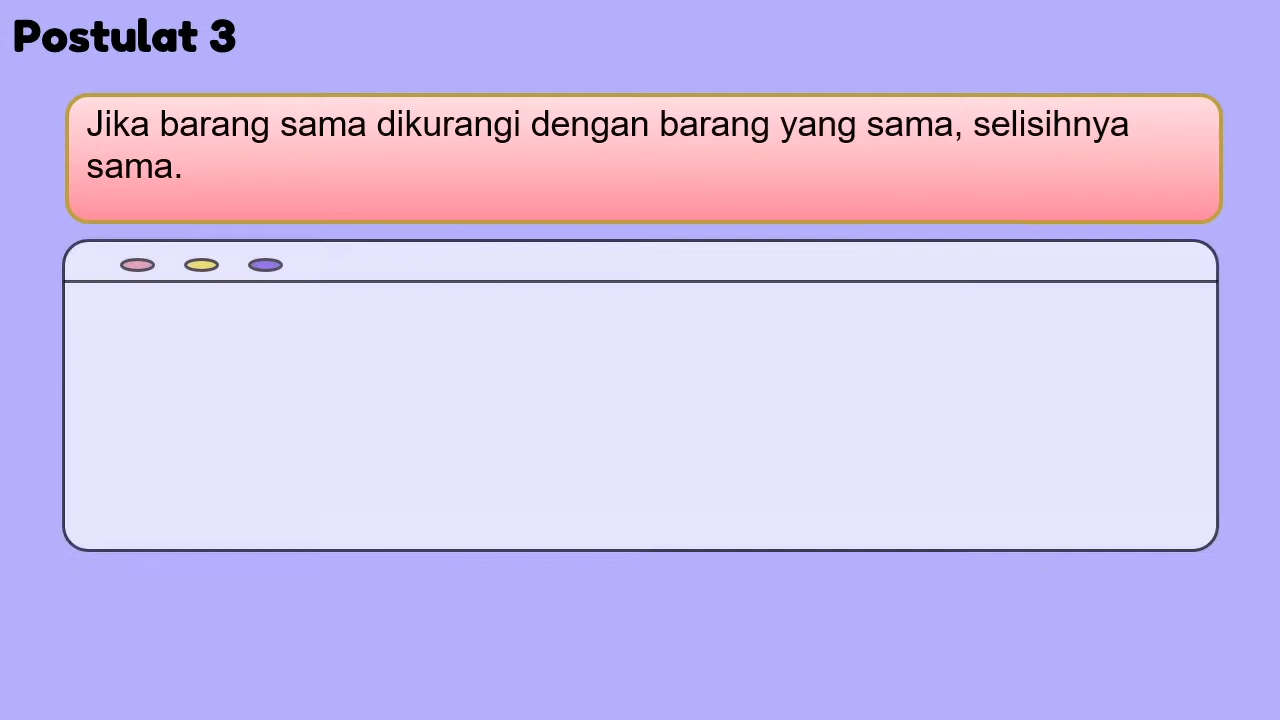 Postulat 3
Jika barang sama dikurangi dengan barang yang sama, selisihnya
sama.